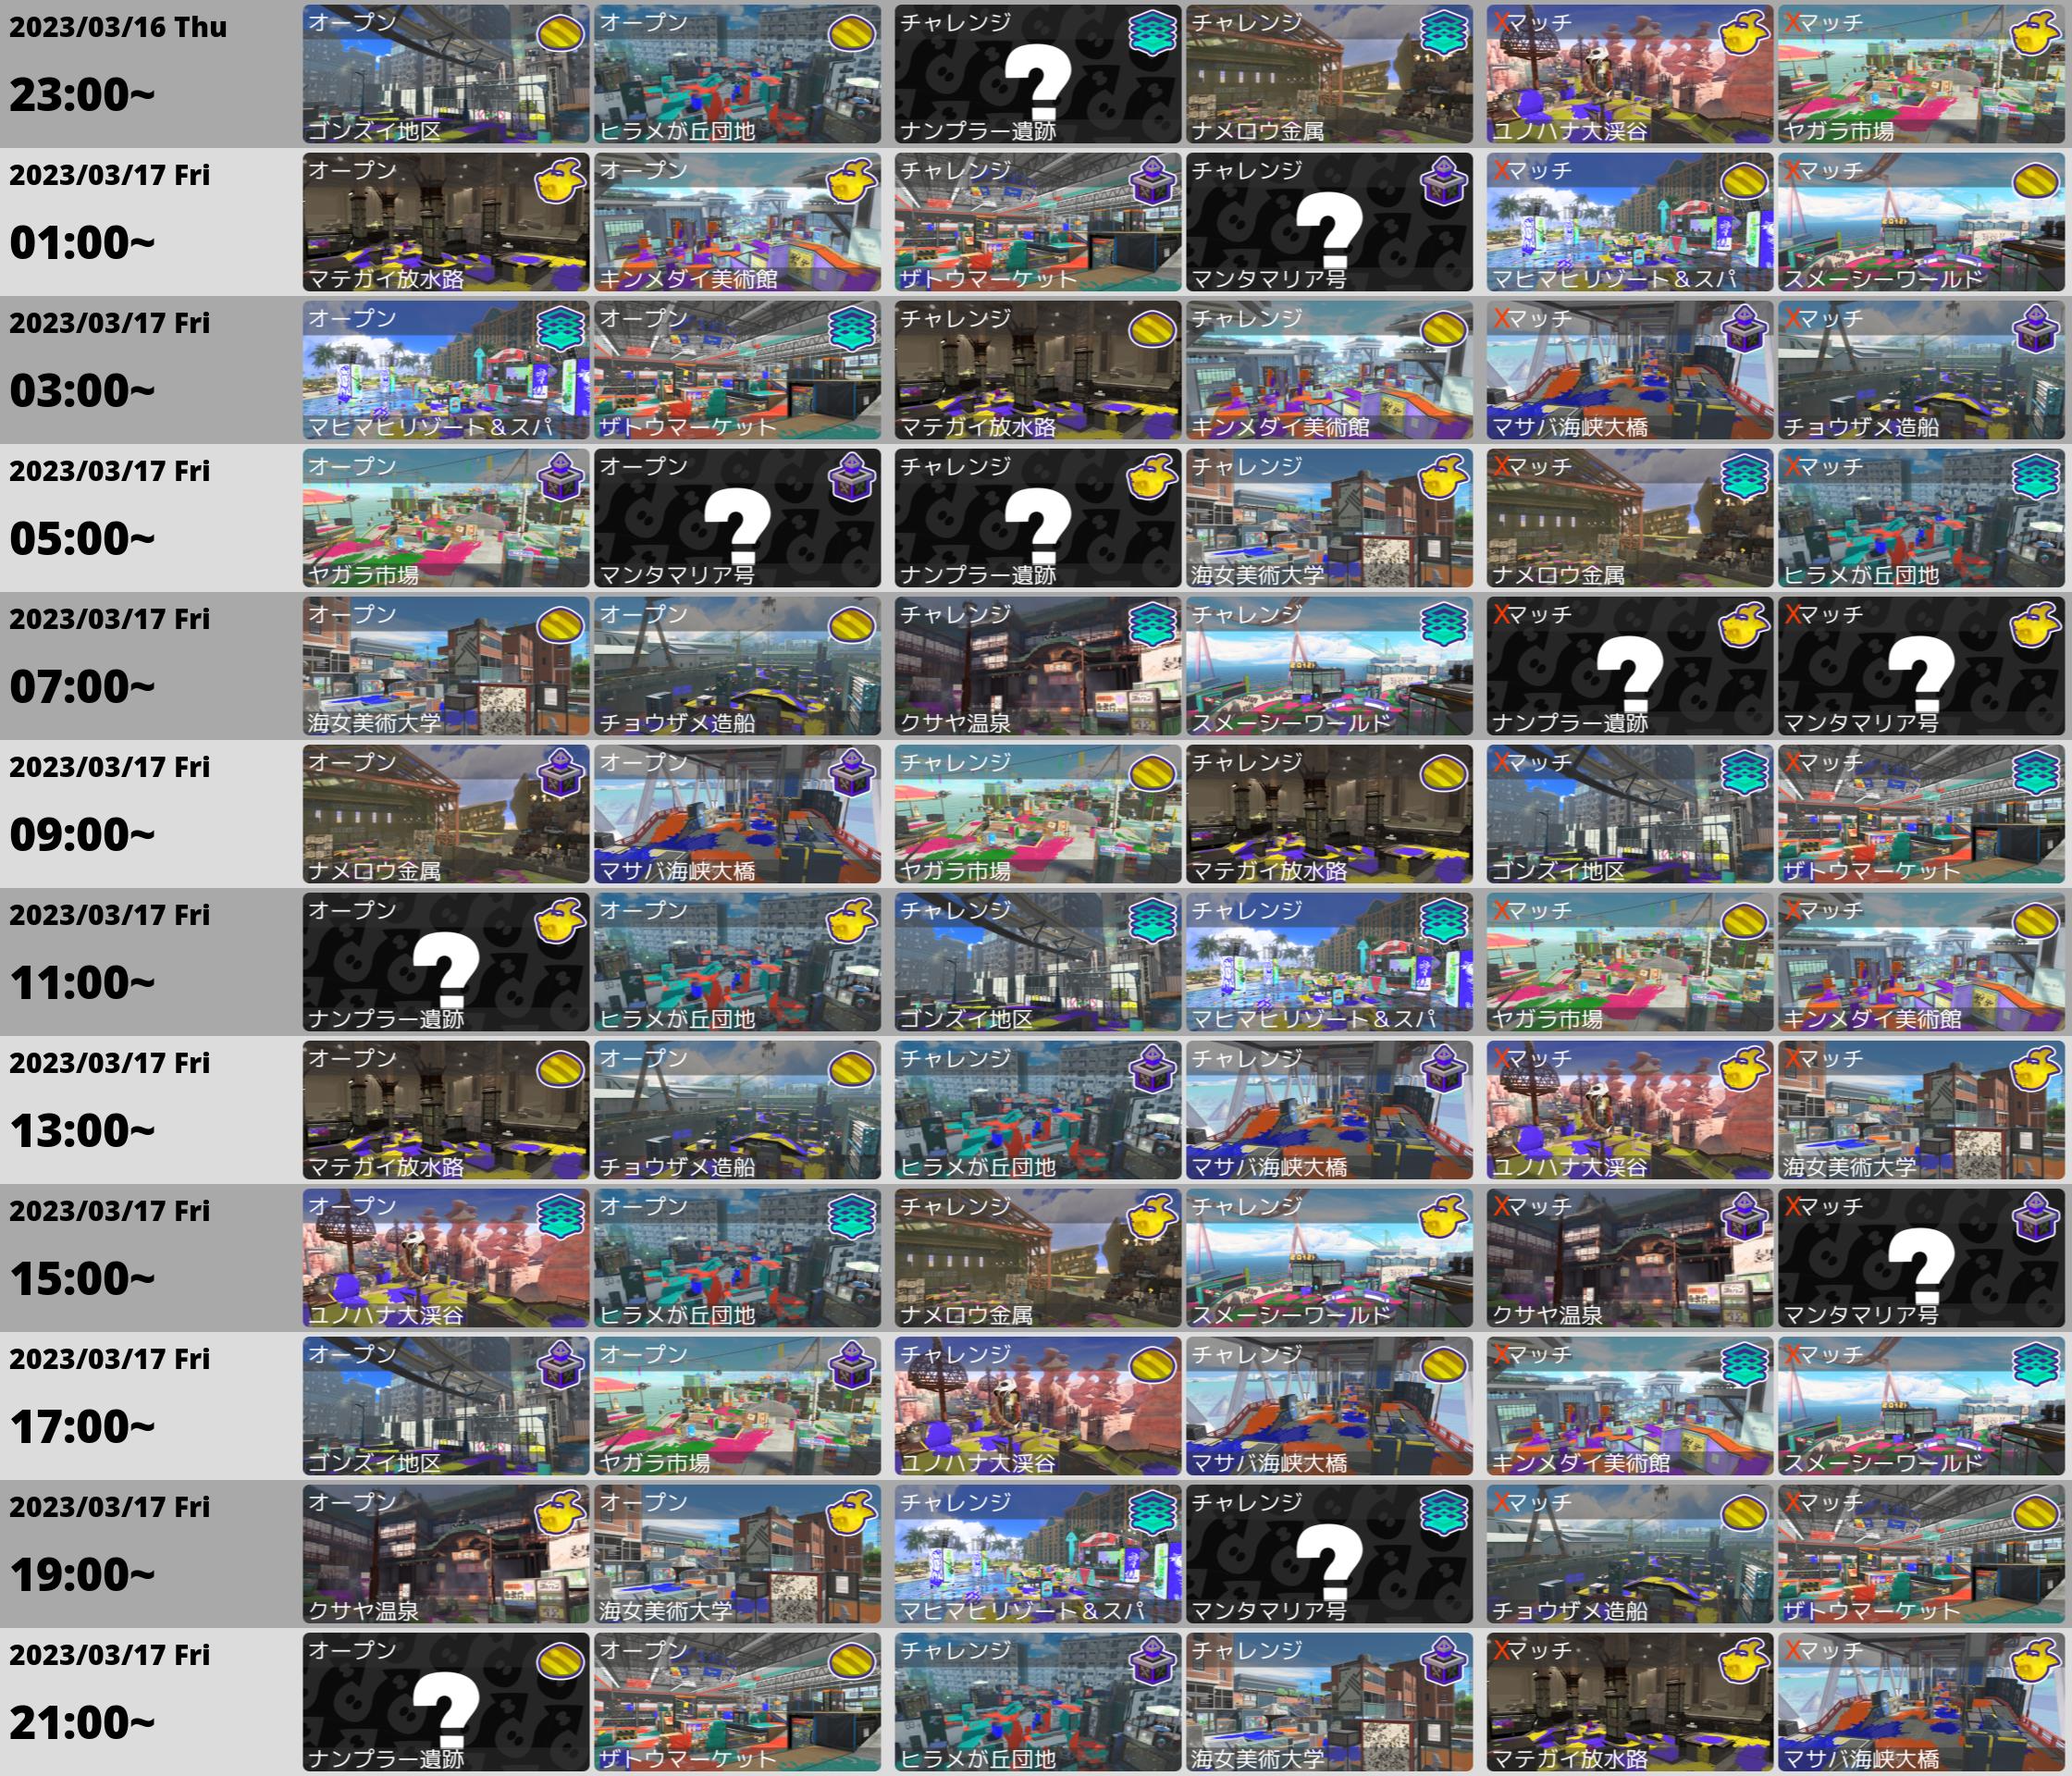 2023/03/16 Thu
23:00~
オープン オープン チャレンジ チャレンジ Xマッチ Xマッチ
ゴンズイ地区 ヒラメが丘団地 ナンプラー遺跡 ナメロウ金属 ユノハナ大渓谷 ヤガラ市場
2023/03/17 Fri
01:00~
オープン オープン チャレンジ チャレンジ Xマッチ Xマッチ
マテガイ放水路 キンメダイ美術館 ザトウマーケット マンタマリア号 マヒマヒリゾート＆スパ スメーシーワールド
2023/03/17 Fri
03:00~
オープン オープン チャレンジ チャレンジ Xマッチ Xマッチ
マヒマヒリゾート＆スパ ザトウマーケット マテガイ放水路 キンメダイ美術館 マサバ海峡大橋 チョウザメ造船
2023/03/17 Fri
05:00~
オープン オープン チャレンジ チャレンジ Xマッチ Xマッチ
ヤガラ市場 マンタマリア号 ナンプラー遺跡 海女美術大学 ナメロウ金属 ヒラメが丘団地
2023/03/17 Fri
07:00~
オープン オープン チャレンジ チャレンジ Xマッチ Xマッチ
海女美術大学 チョウザメ造船 クサヤ温泉 スメーシーワールド ナンプラー遺跡 マンタマリア号
2023/03/17 Fri
09:00~
オープン オープン チャレンジ チャレンジ Xマッチ Xマッチ
ナメロウ金属 マサバ海峡大橋 ヤガラ市場 マテガイ放水路 ゴンズイ地区 ザトウマーケット
2023/03/17 Fri
11:00~
オープン オープン チャレンジ チャレンジ Xマッチ Xマッチ
ナンプラー遺跡 ヒラメが丘団地 ゴンズイ地区 マヒマヒリゾート＆スパ ヤガラ市場 キンメダイ美術館
2023/03/17 Fri
13:00~
オープン オープン チャレンジ チャレンジ Xマッチ Xマッチ
マテガイ放水路 チョウザメ造船 ヒラメが丘団地 マサバ海峡大橋 ユノハナ大渓谷 海女美術大学
2023/03/17 Fri
15:00~
オープン オープン チャレンジ チャレンジ Xマッチ Xマッチ
ユノハナ大渓谷 ヒラメが丘団地 ナメロウ金属 スメーシーワールド クサヤ温泉 マンタマリア号
2023/03/17 Fri
17:00~
オープン オープン チャレンジ チャレンジ Xマッチ Xマッチ
ゴンズイ地区 ヤガラ市場 ユノハナ大渓谷 マサバ海峡大橋 キンメダイ美術館 スメーシーワールド
2023/03/17 Fri
19:00~
オープン オープン チャレンジ チャレンジ Xマッチ Xマッチ
クサヤ温泉 海女美術大学 マヒマヒリゾート＆スパ マンタマリア号 チョウザメ造船 ザトウマーケット
2023/03/17 Fri
21:00~
オープン オープン チャレンジ チャレンジ Xマッチ Xマッチ
ナンプラー遺跡 ザトウマーケット ヒラメが丘団地 海女美術大学 マテガイ放水路 マサバ海峡大橋